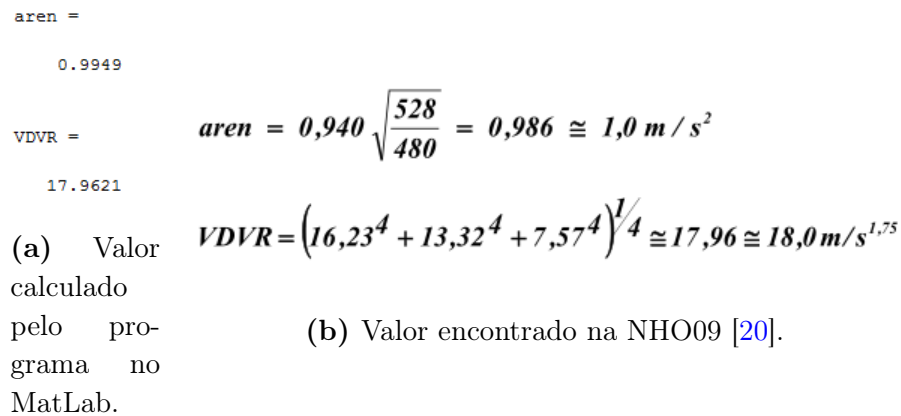 aren =
0.9949
VDVR =
17.9621
(a) Valor
calculado
pelo pro-
grama no
MatLab.
aren = 0,940 √(528/480) = 0,986 ≅ 1,0 m / s²
VDVR = (16,23⁴ + 13,32⁴ + 7,57⁴)^1/4 ≅ 17,96 ≅ 18,0 m/s^1,75
(b) Valor encontrado na NHO09 [20].